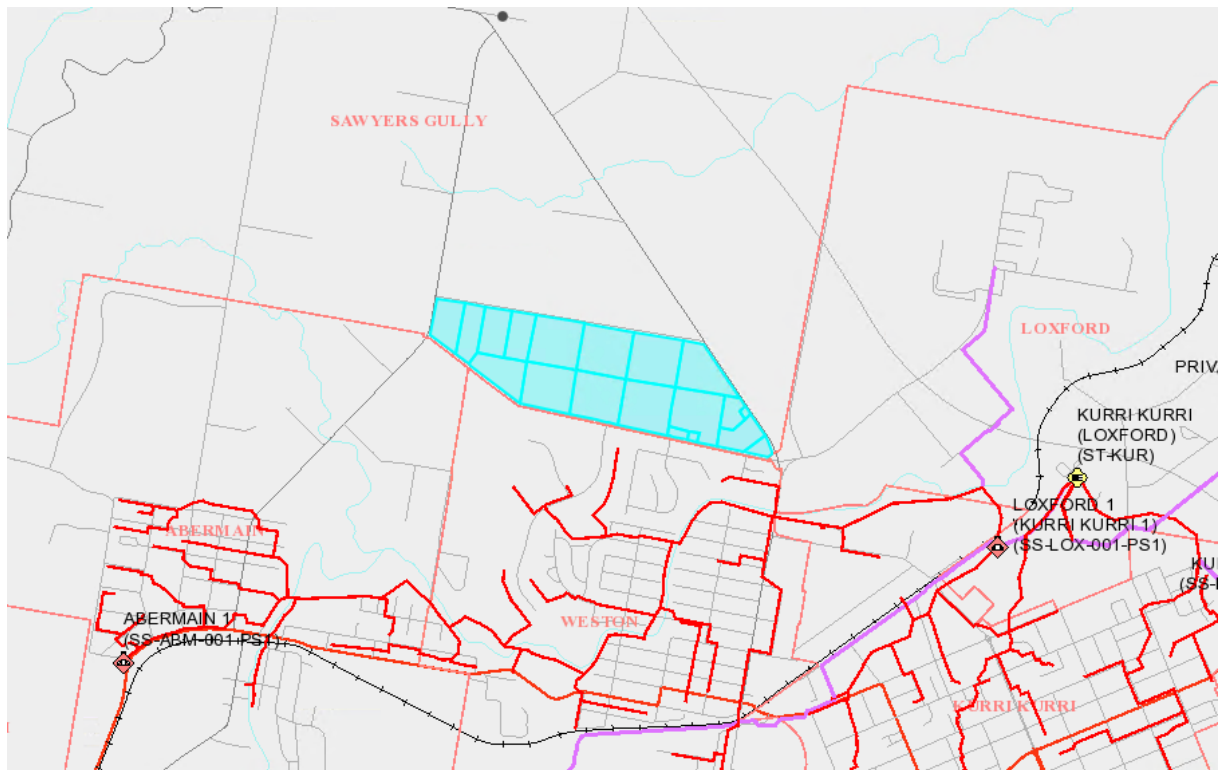 SAWYERS GULLY
LOXFORD
PRIV
KURRI KURRI
(LOXFORD)
(ST-KUR)
LOXFORD 1
(KURRI KURRI 1)
(SS-LOX-001-PS1)
ABERMAIN
ABERMAIN 1
(SS-ABM-001-PS1)
WESTON
KURRI KURRI